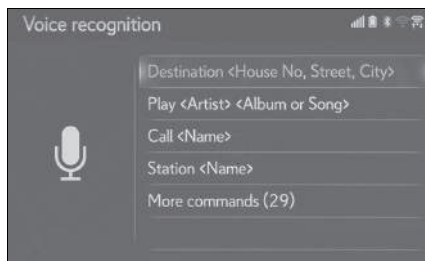 Voice recognition
Destination <House No, Street, City>
Play <Artist> <Album or Song>
Call <Name>
Station <Name>
More commands (29)